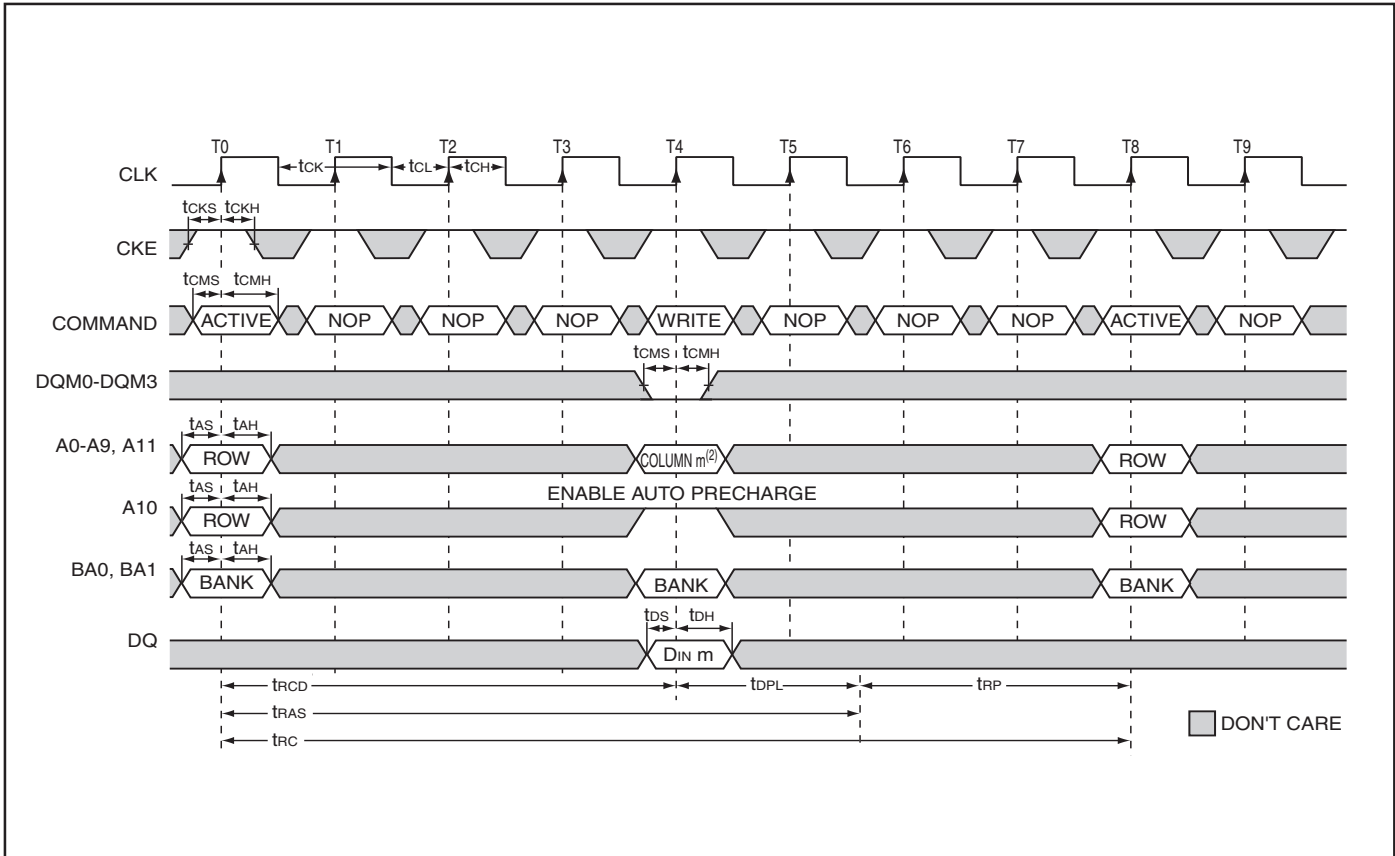 T0 T1 T2 T3 T4 T5 T6 T7 T8 T9
CLK tCK tCL tCH
tCKS tCKH
CKE
tCMS tCMH
COMMAND ACTIVE NOP NOP NOP WRITE NOP NOP NOP ACTIVE NOP
tCMS tCMH
DQM0-DQM3
tAS tAH
A0-A9, A11 ROW COLUMN m(2) ROW
tAS tAH ENABLE AUTO PRECHARGE
A10 ROW ROW
tAS tAH
BA0, BA1 BANK BANK BANK
tDS tDH
DQ DIN m
tRCD tDPL tRP
tRAS
DON'T CARE
tRC